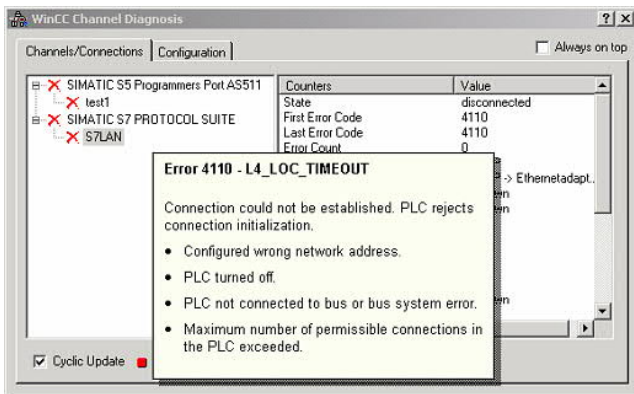 WinCC Channel Diagnosis
Channels/Connections
Configuration
Always on top
SIMATIC S5 Programmers Port AS511
test1
SIMATIC S7 PROTOCOL SUITE
S7LAN
Counters Value
State disconnected
First Error Code 4110
Last Error Code 4110
Error Count 0
-> Ethernetadapt..
Error 4110 - L4_LOC_TIMEOUT
Connection could not be established. PLC rejects
connection initialization.
• Configured wrong network address.
• PLC turned off.
• PLC not connected to bus or bus system error.
• Maximum number of permissible connections in
the PLC exceeded.
Cyclic Update